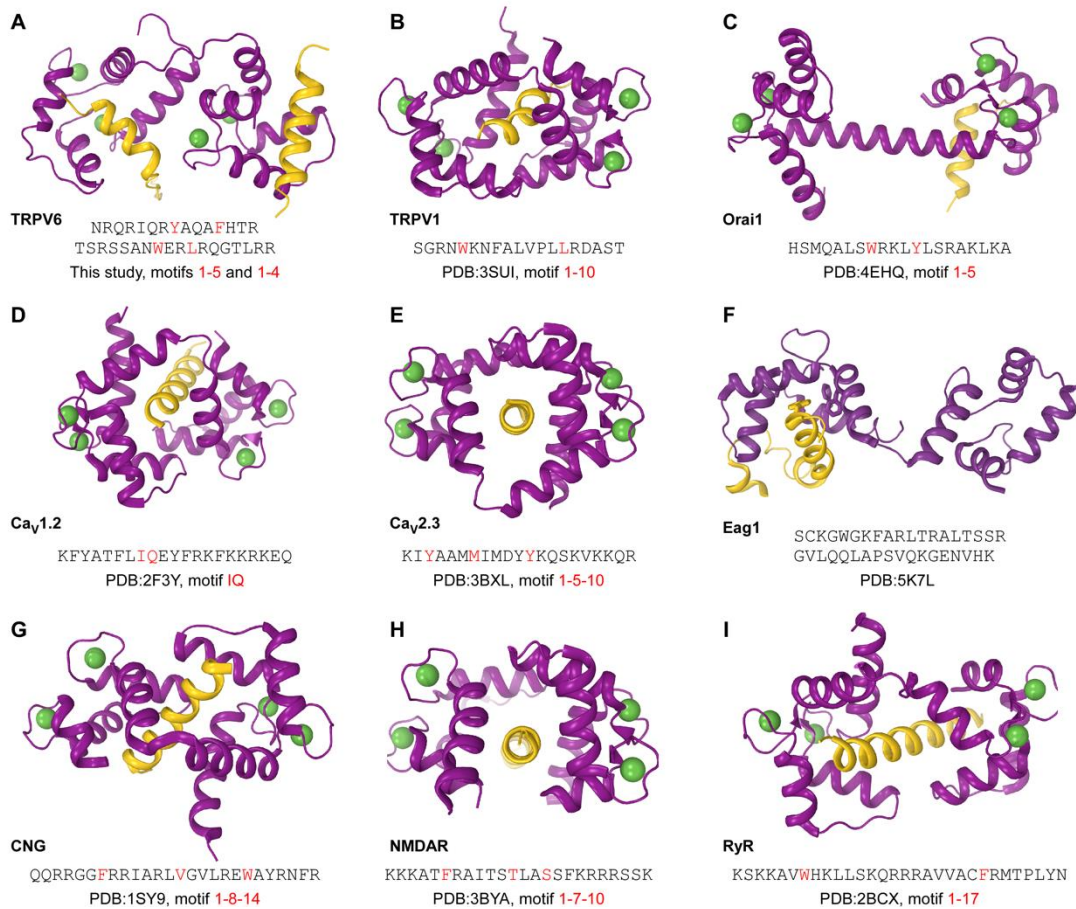 A
TRPV6
NRQRIQRYAQAFHTR
TSRSSANWERLRQGTLRR
This study, motifs 1-5 and 1-4
B
TRPV1
SGRNWKNFALVPLLRDAST
PDB:3SUI, motif 1-10
C
Orai1
HSMQALSWRKLYLSRAKLKA
PDB:4EHQ, motif 1-5
D
CaV1.2
KFYATFLIQEYFRKFKKRKEQ
PDB:2F3Y, motif IQ
E
CaV2.3
KIYAAMMIMDYYKQSKVKKQR
PDB:3BXL, motif 1-5-10
F
Eag1
SCKGWGKFARLTRALTSSR
GVLQQLAPSVQKGENVHK
PDB:5K7L
G
CNG
QQRRGGFRRIARLVGVLREWAYRNFR
PDB:1SY9, motif 1-8-14
H
NMDAR
KKKATFRAITSTLASSFKRRRSSK
PDB:3BYA, motif 1-7-10
I
RyR
KSKKAVWHKLLSKQRRRAVVACFRMTPLYN
PDB:2BCX, motif 1-17